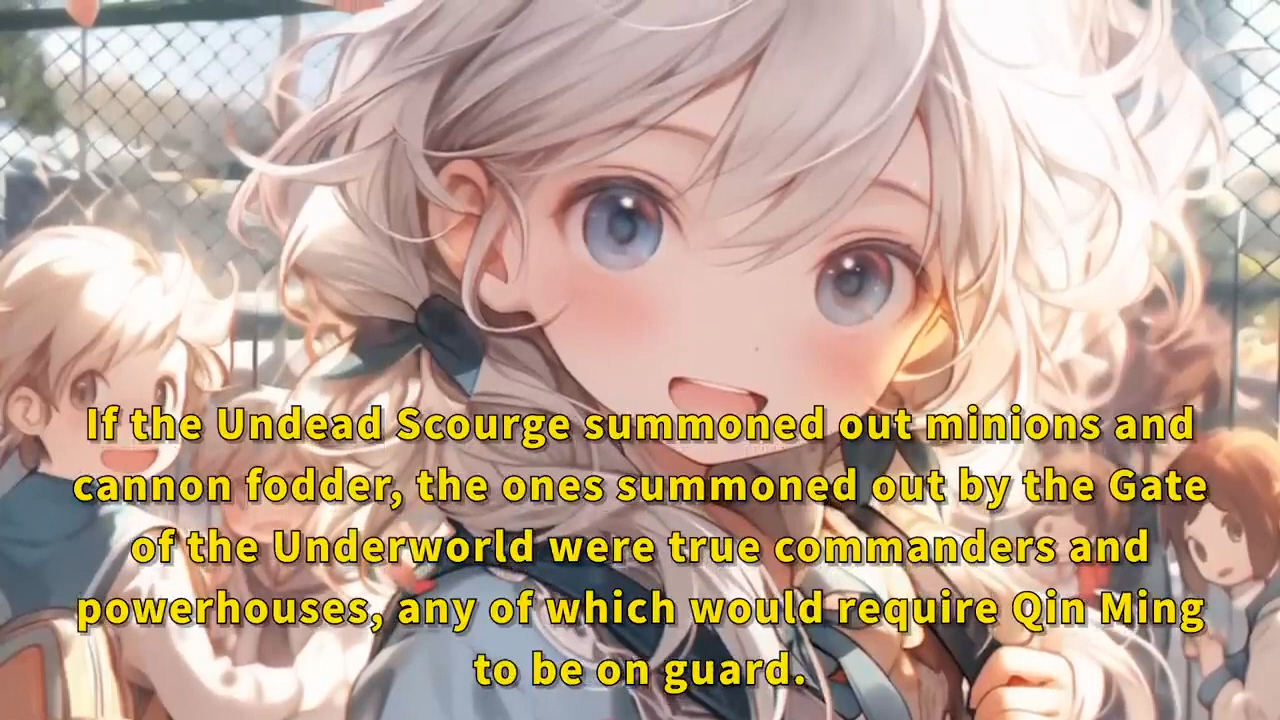 If the Undead Scourge summoned out minions and
cannon fodder, the ones summoned out by the Gate
of the Underworld were true commanders and
powerhouses, any of which would require Qin Ming
to be on guard.